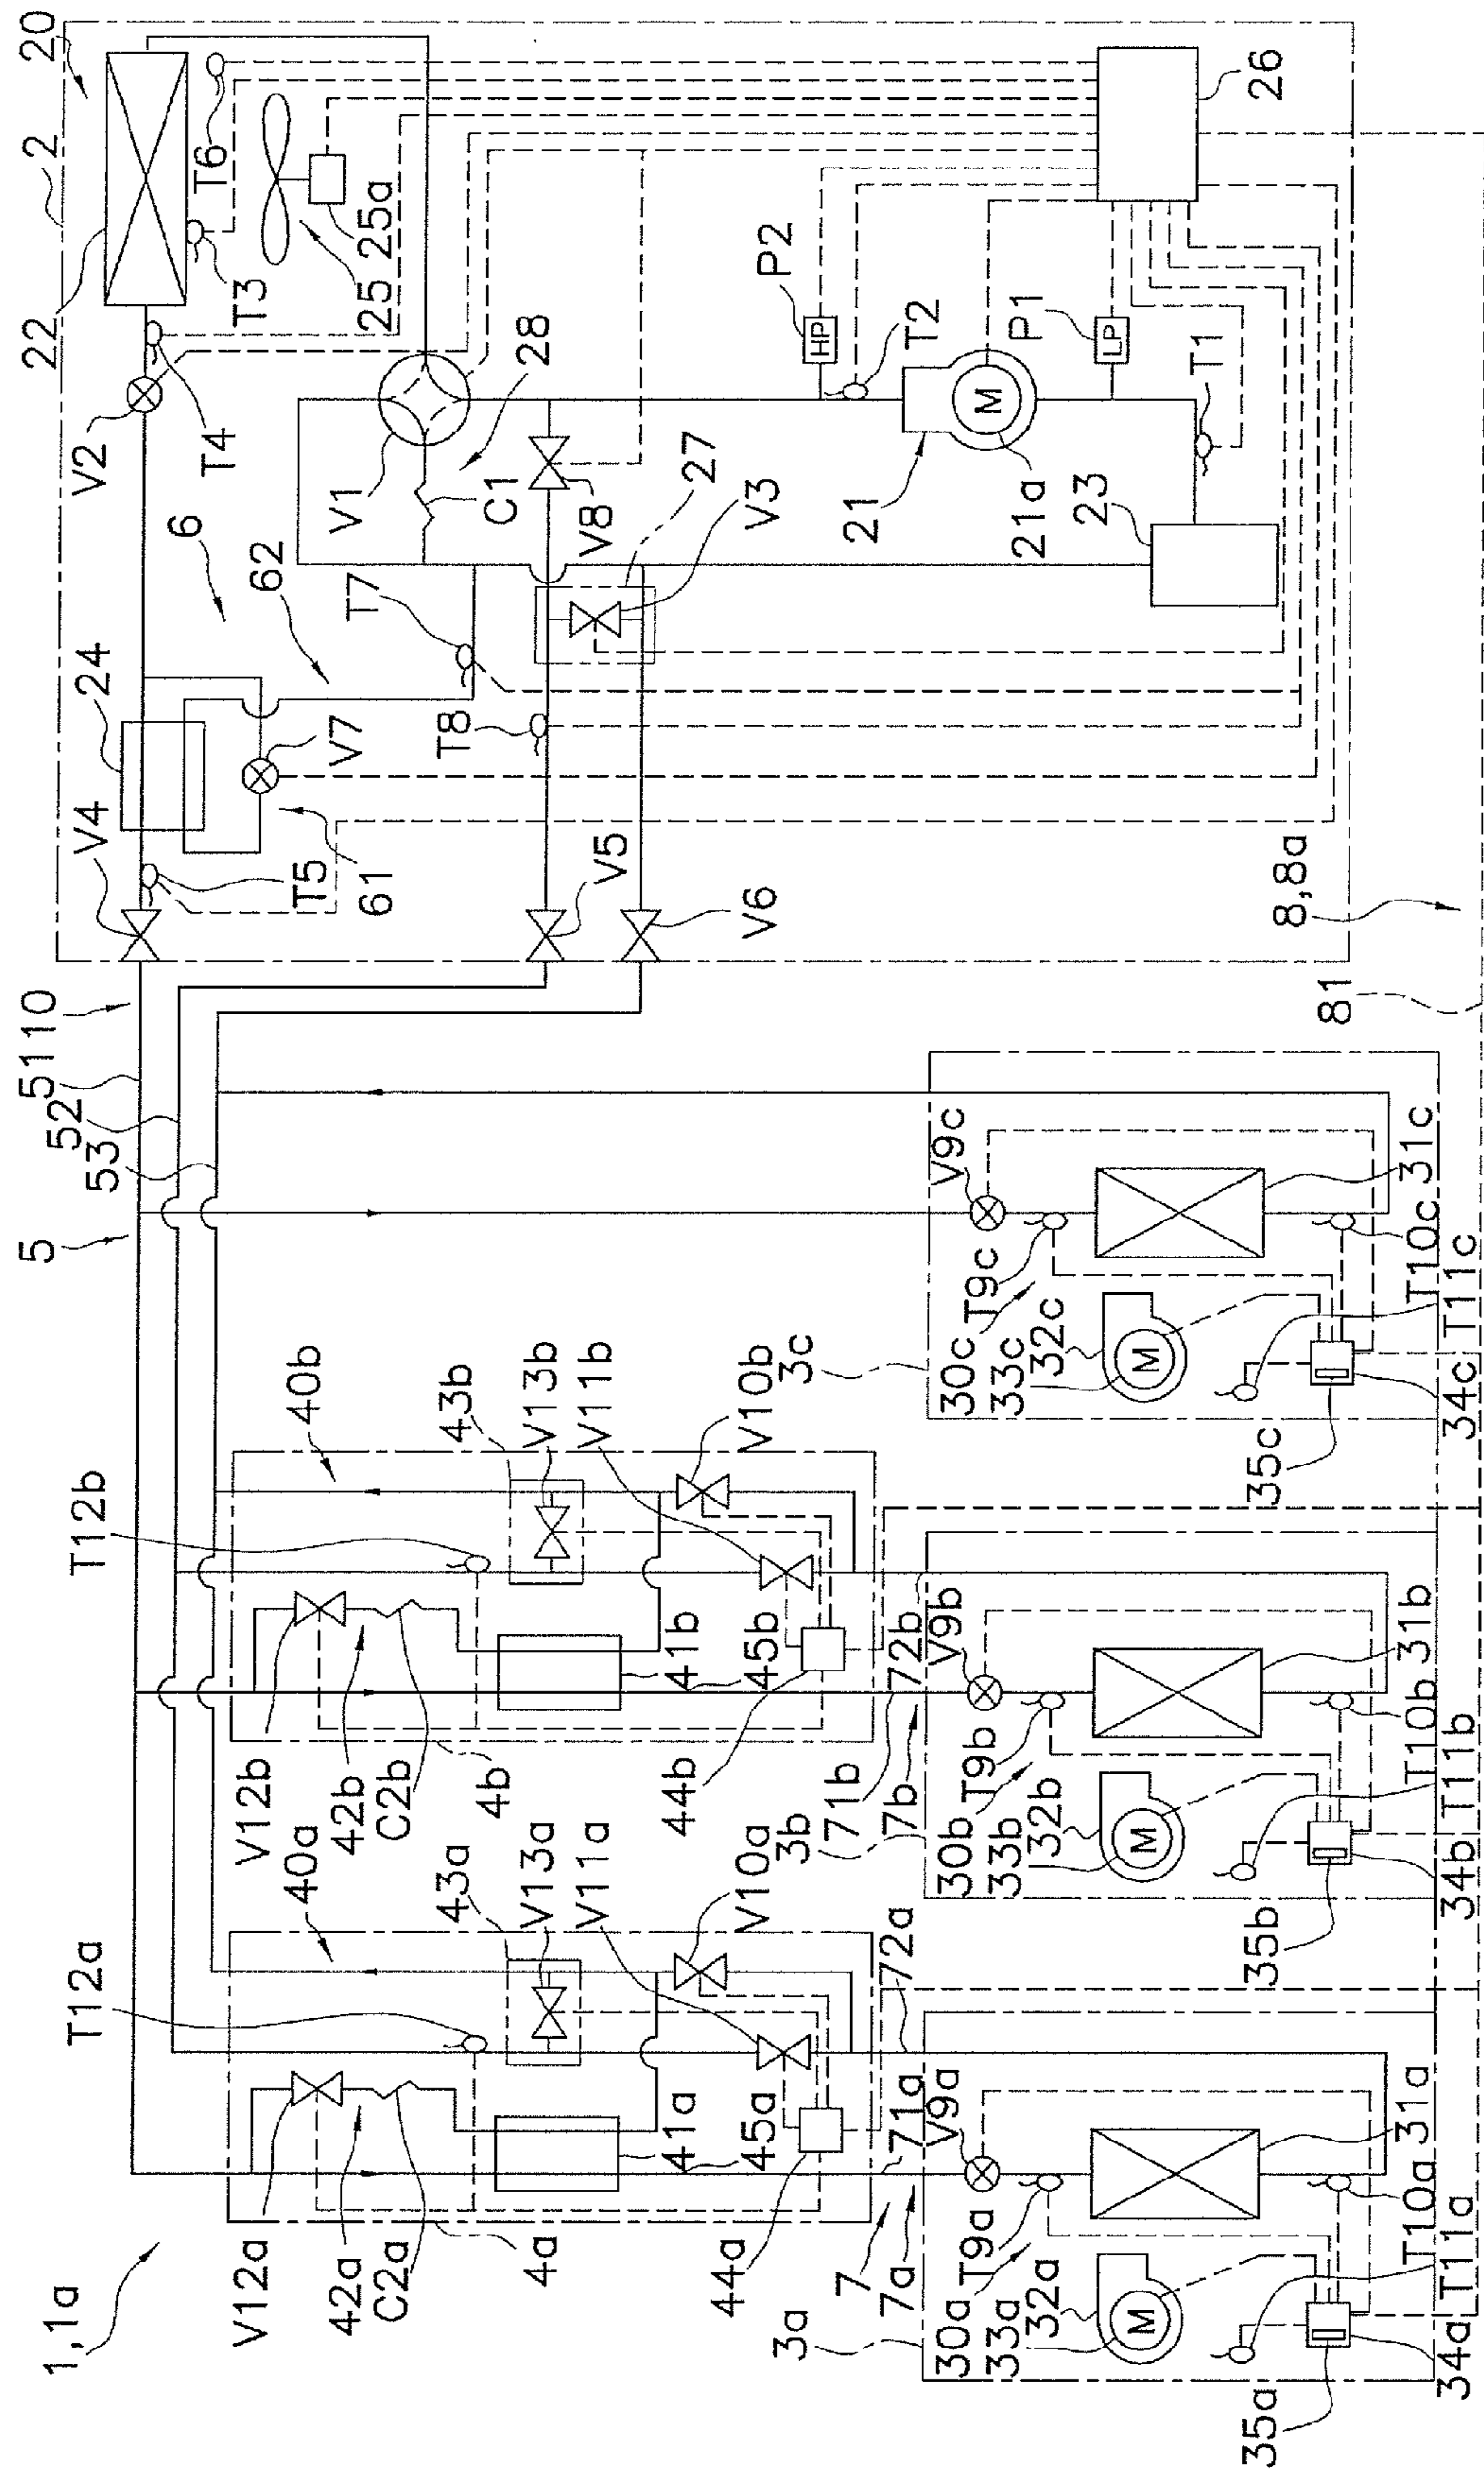 1,1a
T12a
T12b
5
53
52
51
10
V4
24
6
V2
22
2
20
V12a
42a
C2a
40a
43a
V13a
V11a
V10a
4a
41a
45a
44a
V12b
42b
C2b
40b
43b
V13b
V11b
V10b
4b
41b
45b
44b
T5
61
V7
62
T7
T8
V5
V6
V1
C1
28
V8
27
V3
T4
T3
T6
25
25a
P2
HP
T2
21
M
21a
P1
LP
T1
23
26
8,8a
81
7
7a
71a
72a
3a
V9a
T9a
30a
33a
32a
M
31a
T10a
T11a
34a
35a
7b
71b
72b
3b
V9b
T9b
30b
33b
32b
M
31b
T10b
T11b
34b
35b
3c
V9c
T9c
30c
33c
32c
M
31c
T10c
T11c
34c
35c